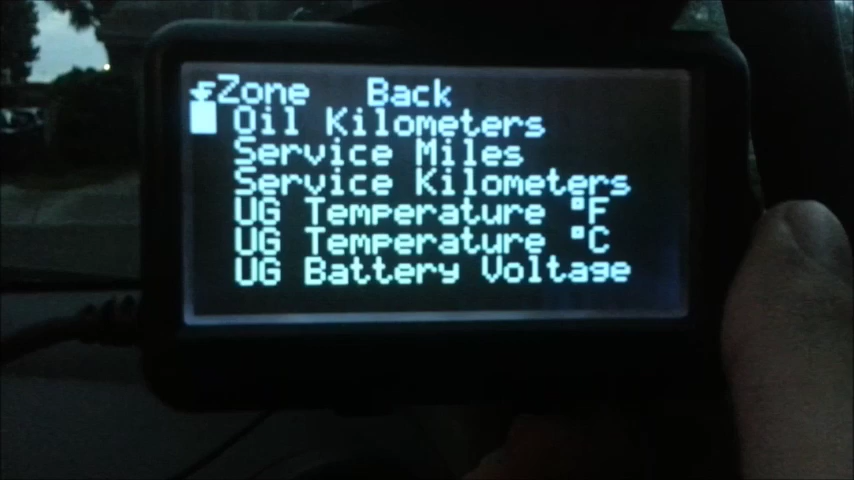 Zone Back
Oil Kilometers
Service Miles
Service Kilometers
UG Temperature °F
UG Temperature °C
UG Battery Voltage